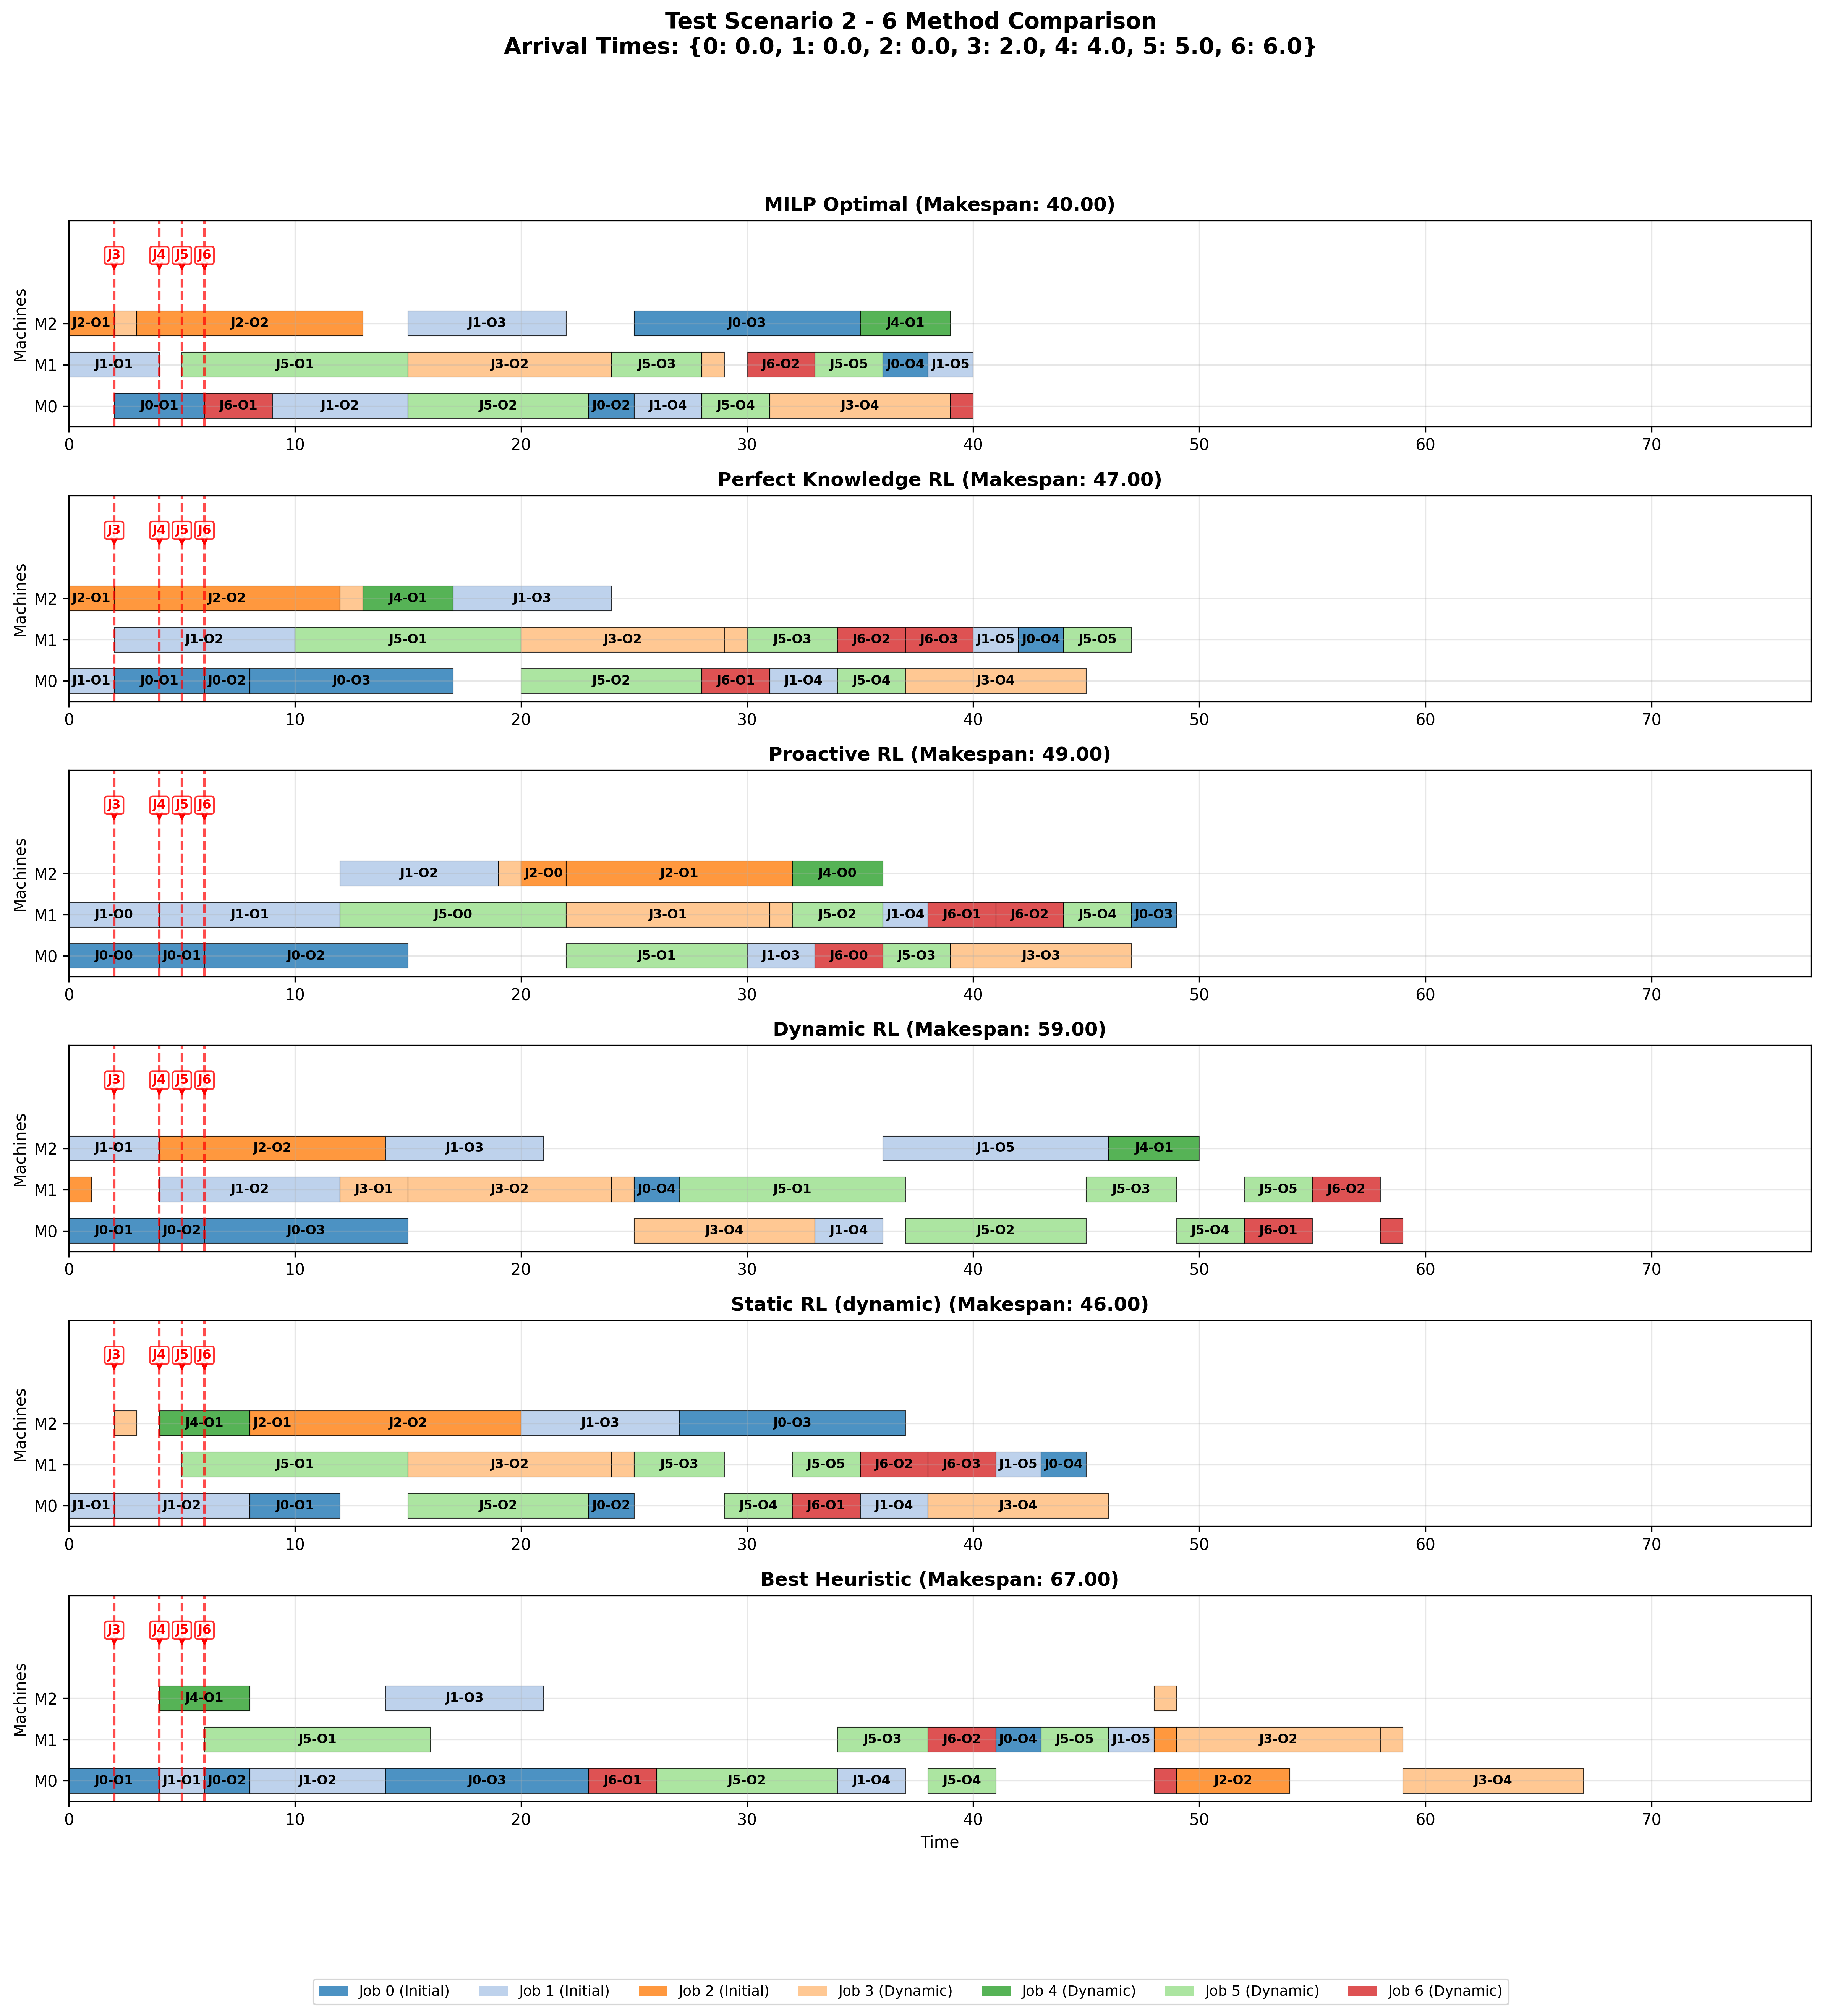 Test Scenario 2 - 6 Method Comparison
Arrival Times: {0: 0.0, 1: 0.0, 2: 0.0, 3: 2.0, 4: 4.0, 5: 5.0, 6: 6.0}
MILP Optimal (Makespan: 40.00)
J3 J4 J5 J6
Machines
M2 J2-O1 J2-O2 J1-O3 J0-O3 J4-O1
M1 J1-O1 J5-O1 J3-O2 J5-O3 J6-O2 J5-O5 J0-O4 J1-O5
M0 J0-O1 J6-O1 J1-O2 J5-O2 J0-O2 J1-O4 J5-O4 J3-O4
0 10 20 30 40 50 60 70
Perfect Knowledge RL (Makespan: 47.00)
J3 J4 J5 J6
Machines
M2 J2-O1 J2-O2 J4-O1 J1-O3
M1 J1-O2 J5-O1 J3-O2 J5-O3 J6-O2 J6-O3 J1-O5 J0-O4 J5-O5
M0 J1-O1 J0-O1 J0-O2 J0-O3 J5-O2 J6-O1 J1-O4 J5-O4 J3-O4
0 10 20 30 40 50 60 70
Proactive RL (Makespan: 49.00)
J3 J4 J5 J6
Machines
M2 J1-O2 J2-O0 J2-O1 J4-O0
M1 J1-O0 J1-O1 J5-O0 J3-O1 J5-O2 J1-O4 J6-O1 J6-O2 J5-O4 J0-O3
M0 J0-O0 J0-O1 J0-O2 J5-O1 J1-O3 J6-O0 J5-O3 J3-O3
0 10 20 30 40 50 60 70
Dynamic RL (Makespan: 59.00)
J3 J4 J5 J6
Machines
M2 J1-O1 J2-O2 J1-O3 J1-O5 J4-O1
M1 J1-O2 J3-O1 J3-O2 J0-O4 J5-O1 J5-O3 J5-O5 J6-O2
M0 J0-O1 J0-O2 J0-O3 J3-O4 J1-O4 J5-O2 J5-O4 J6-O1
0 10 20 30 40 50 60 70
Static RL (dynamic) (Makespan: 46.00)
J3 J4 J5 J6
Machines
M2 J4-O1 J2-O1 J2-O2 J1-O3 J0-O3
M1 J5-O1 J3-O2 J5-O3 J5-O5 J6-O2 J6-O3 J1-O5 J0-O4
M0 J1-O1 J1-O2 J0-O1 J5-O2 J0-O2 J5-O4 J6-O1 J1-O4 J3-O4
0 10 20 30 40 50 60 70
Best Heuristic (Makespan: 67.00)
J3 J4 J5 J6
Machines
M2 J4-O1 J1-O3
M1 J5-O1 J5-O3 J6-O2 J0-O4 J5-O5 J1-O5 J3-O2
M0 J0-O1 J1-O1 J0-O2 J1-O2 J0-O3 J6-O1 J5-O2 J1-O4 J5-O4 J2-O2 J3-O4
0 10 20 30 40 50 60 70
Time
Job 0 (Initial) Job 1 (Initial) Job 2 (Initial) Job 3 (Dynamic) Job 4 (Dynamic) Job 5 (Dynamic) Job 6 (Dynamic)